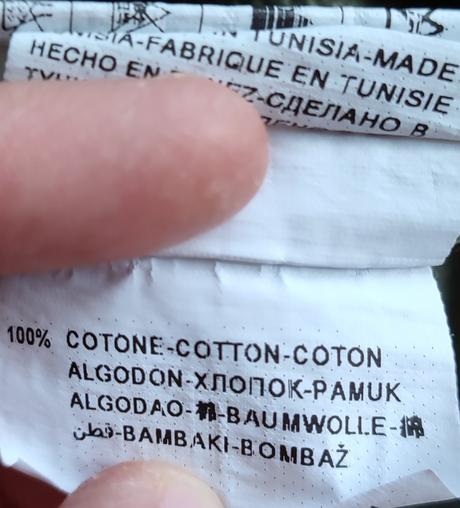 TUNISIA-MADE
-FABRIQUE EN TUNISIE
HECHO EN -СДЕЛАНО В
100% COTONE-COTTON-COTON
ALGODON-ХЛОПОК-PAMUK
ALGODAO-棉-BAUMWOLLE-棉
قطن-BAMBAKI-BOMBAŽ